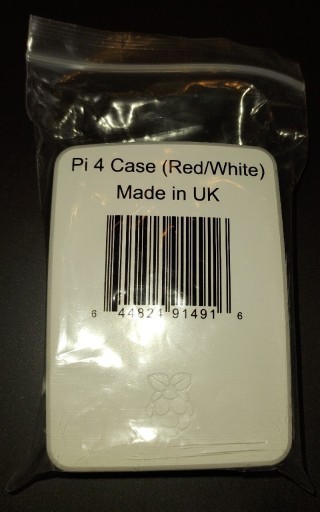 Pi 4 Case (Red/White)
Made in UK
6 44824 91491 6